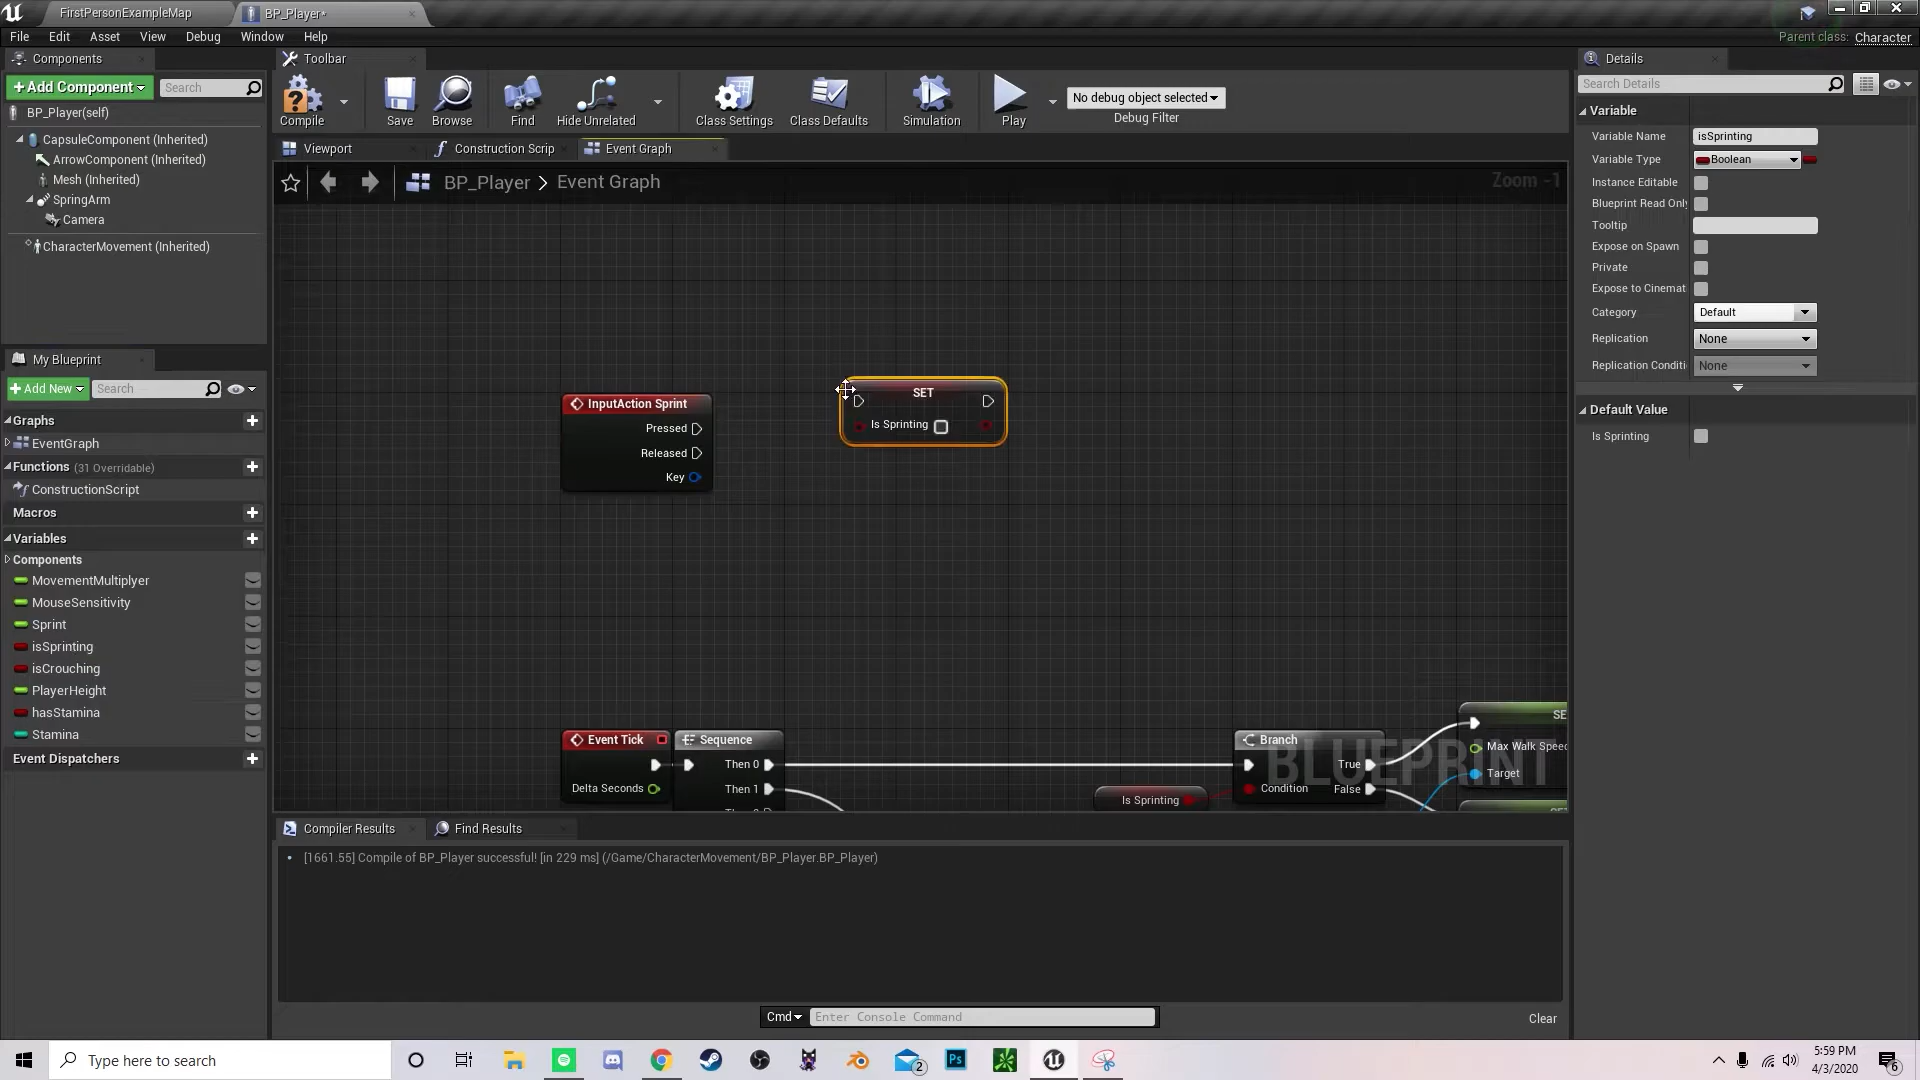 FirstPersonExampleMap
BP_Player*
File Edit Asset View Debug Window Help
Parent class: Character
Components
+Add Component
Search
BP_Player(self)
CapsuleComponent (Inherited)
ArrowComponent (Inherited)
Mesh (Inherited)
SpringArm
Camera
CharacterMovement (Inherited)
My Blueprint
+Add New
Search
Graphs
EventGraph
Functions (31 Overridable)
ConstructionScript
Macros
Variables
Components
MovementMultiplyer
MouseSensitivity
Sprint
isSprinting
isCrouching
PlayerHeight
hasStamina
Stamina
Event Dispatchers
Toolbar
Compile
Save
Browse
Find
Hide Unrelated
Class Settings
Class Defaults
Simulation
Play
No debug object selected
Debug Filter
Viewport
Construction Scrip
Event Graph
BP_Player > Event Graph
Zoom -1
InputAction Sprint
Pressed
Released
Key
SET
Is Sprinting
Event Tick
Delta Seconds
Sequence
Then 0
Then 1
Is Sprinting
Branch
True
Condition
False
SE
Max Walk Speed
Target
BLUEPRINT
Compiler Results
Find Results
[1661.55] Compile of BP_Player successful! [in 229 ms] (/Game/CharacterMovement/BP_Player.BP_Player)
Cmd
Enter Console Command
Clear
Details
Search Details
Variable
Variable Name isSprinting
Variable Type Boolean
Instance Editable
Blueprint Read Only
Tooltip
Expose on Spawn
Private
Expose to Cinemat
Category Default
Replication None
Replication Conditi None
Default Value
Is Sprinting
Type here to search
2
Ps
5:59 PM
4/3/2020
6